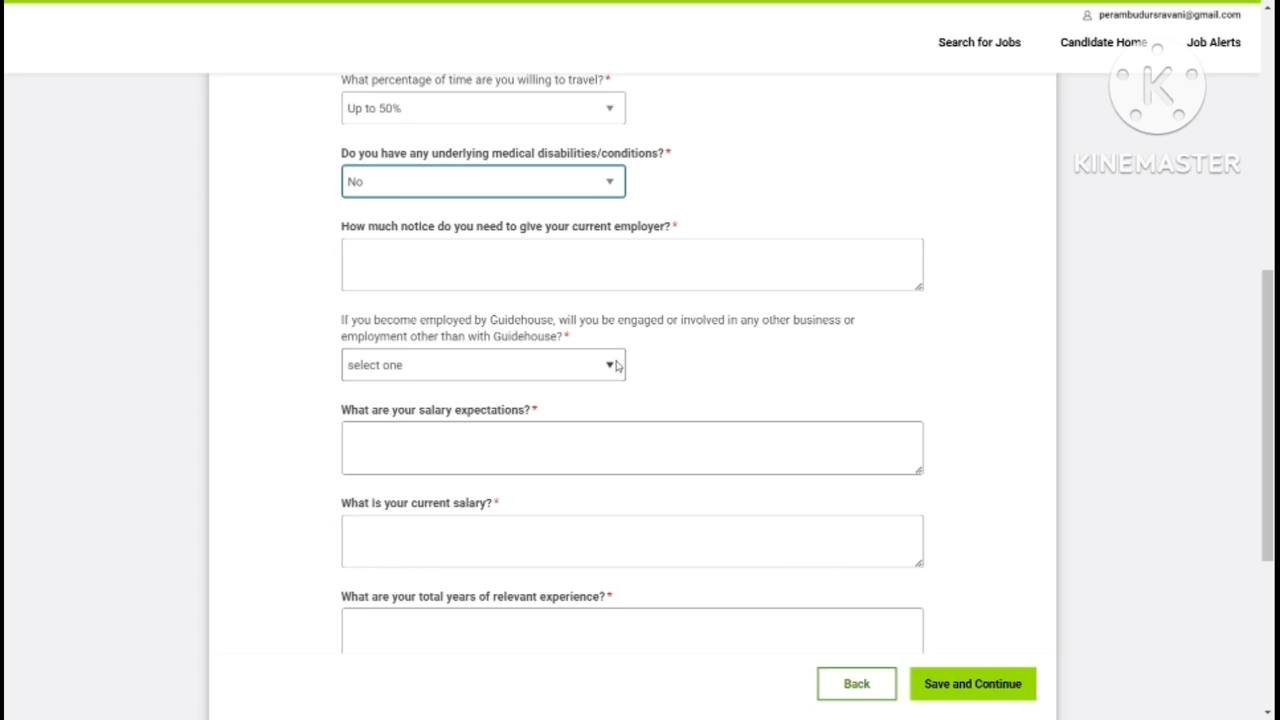 perambudursravani@gmail.com
Search for Jobs
Candidate Home
Job Alerts
K
KINEMASTER
What percentage of time are you willing to travel?*
Up to 50%
Do you have any underlying medical disabilities/conditions?*
No
How much notice do you need to give your current employer?*
If you become employed by Guidehouse, will you be engaged or involved in any other business or
employment other than with Guidehouse?*
select one
What are your salary expectations?*
What is your current salary?*
What are your total years of relevant experience?*
Back
Save and Continue